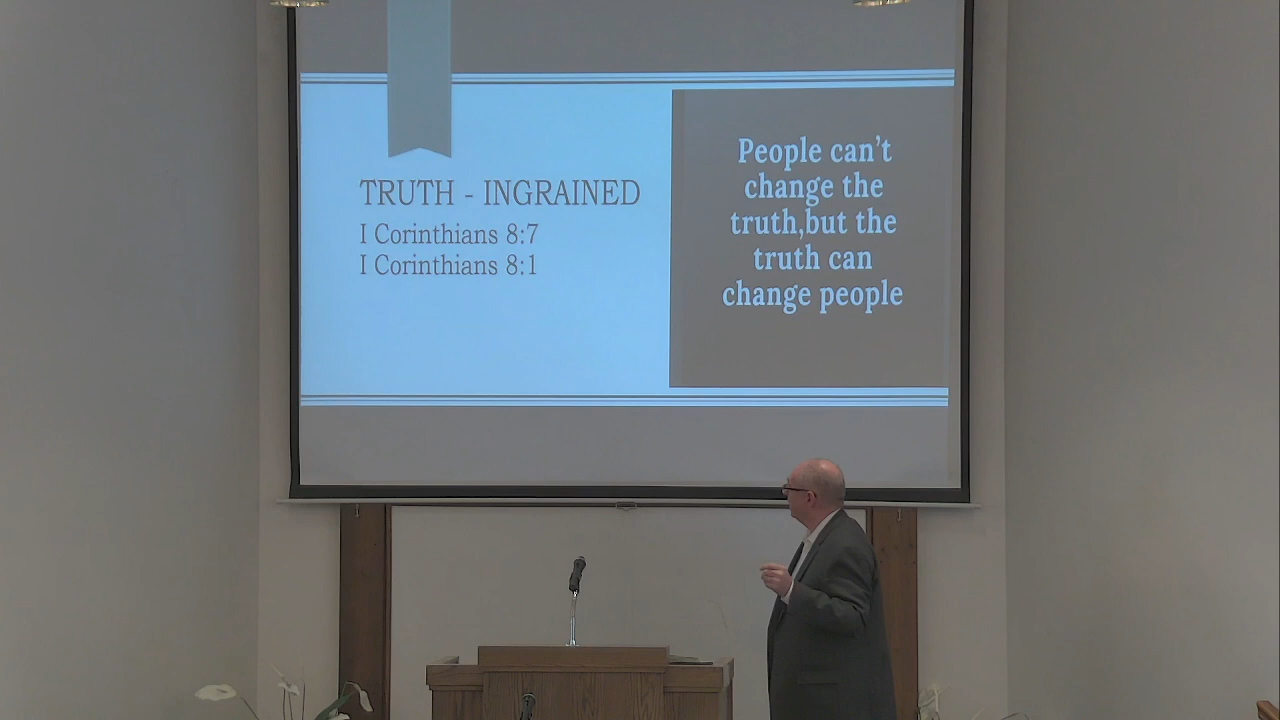 TRUTH - INGRAINED
I Corinthians 8:7
I Corinthians 8:1
People can't
change the
truth,but the
truth can
change people